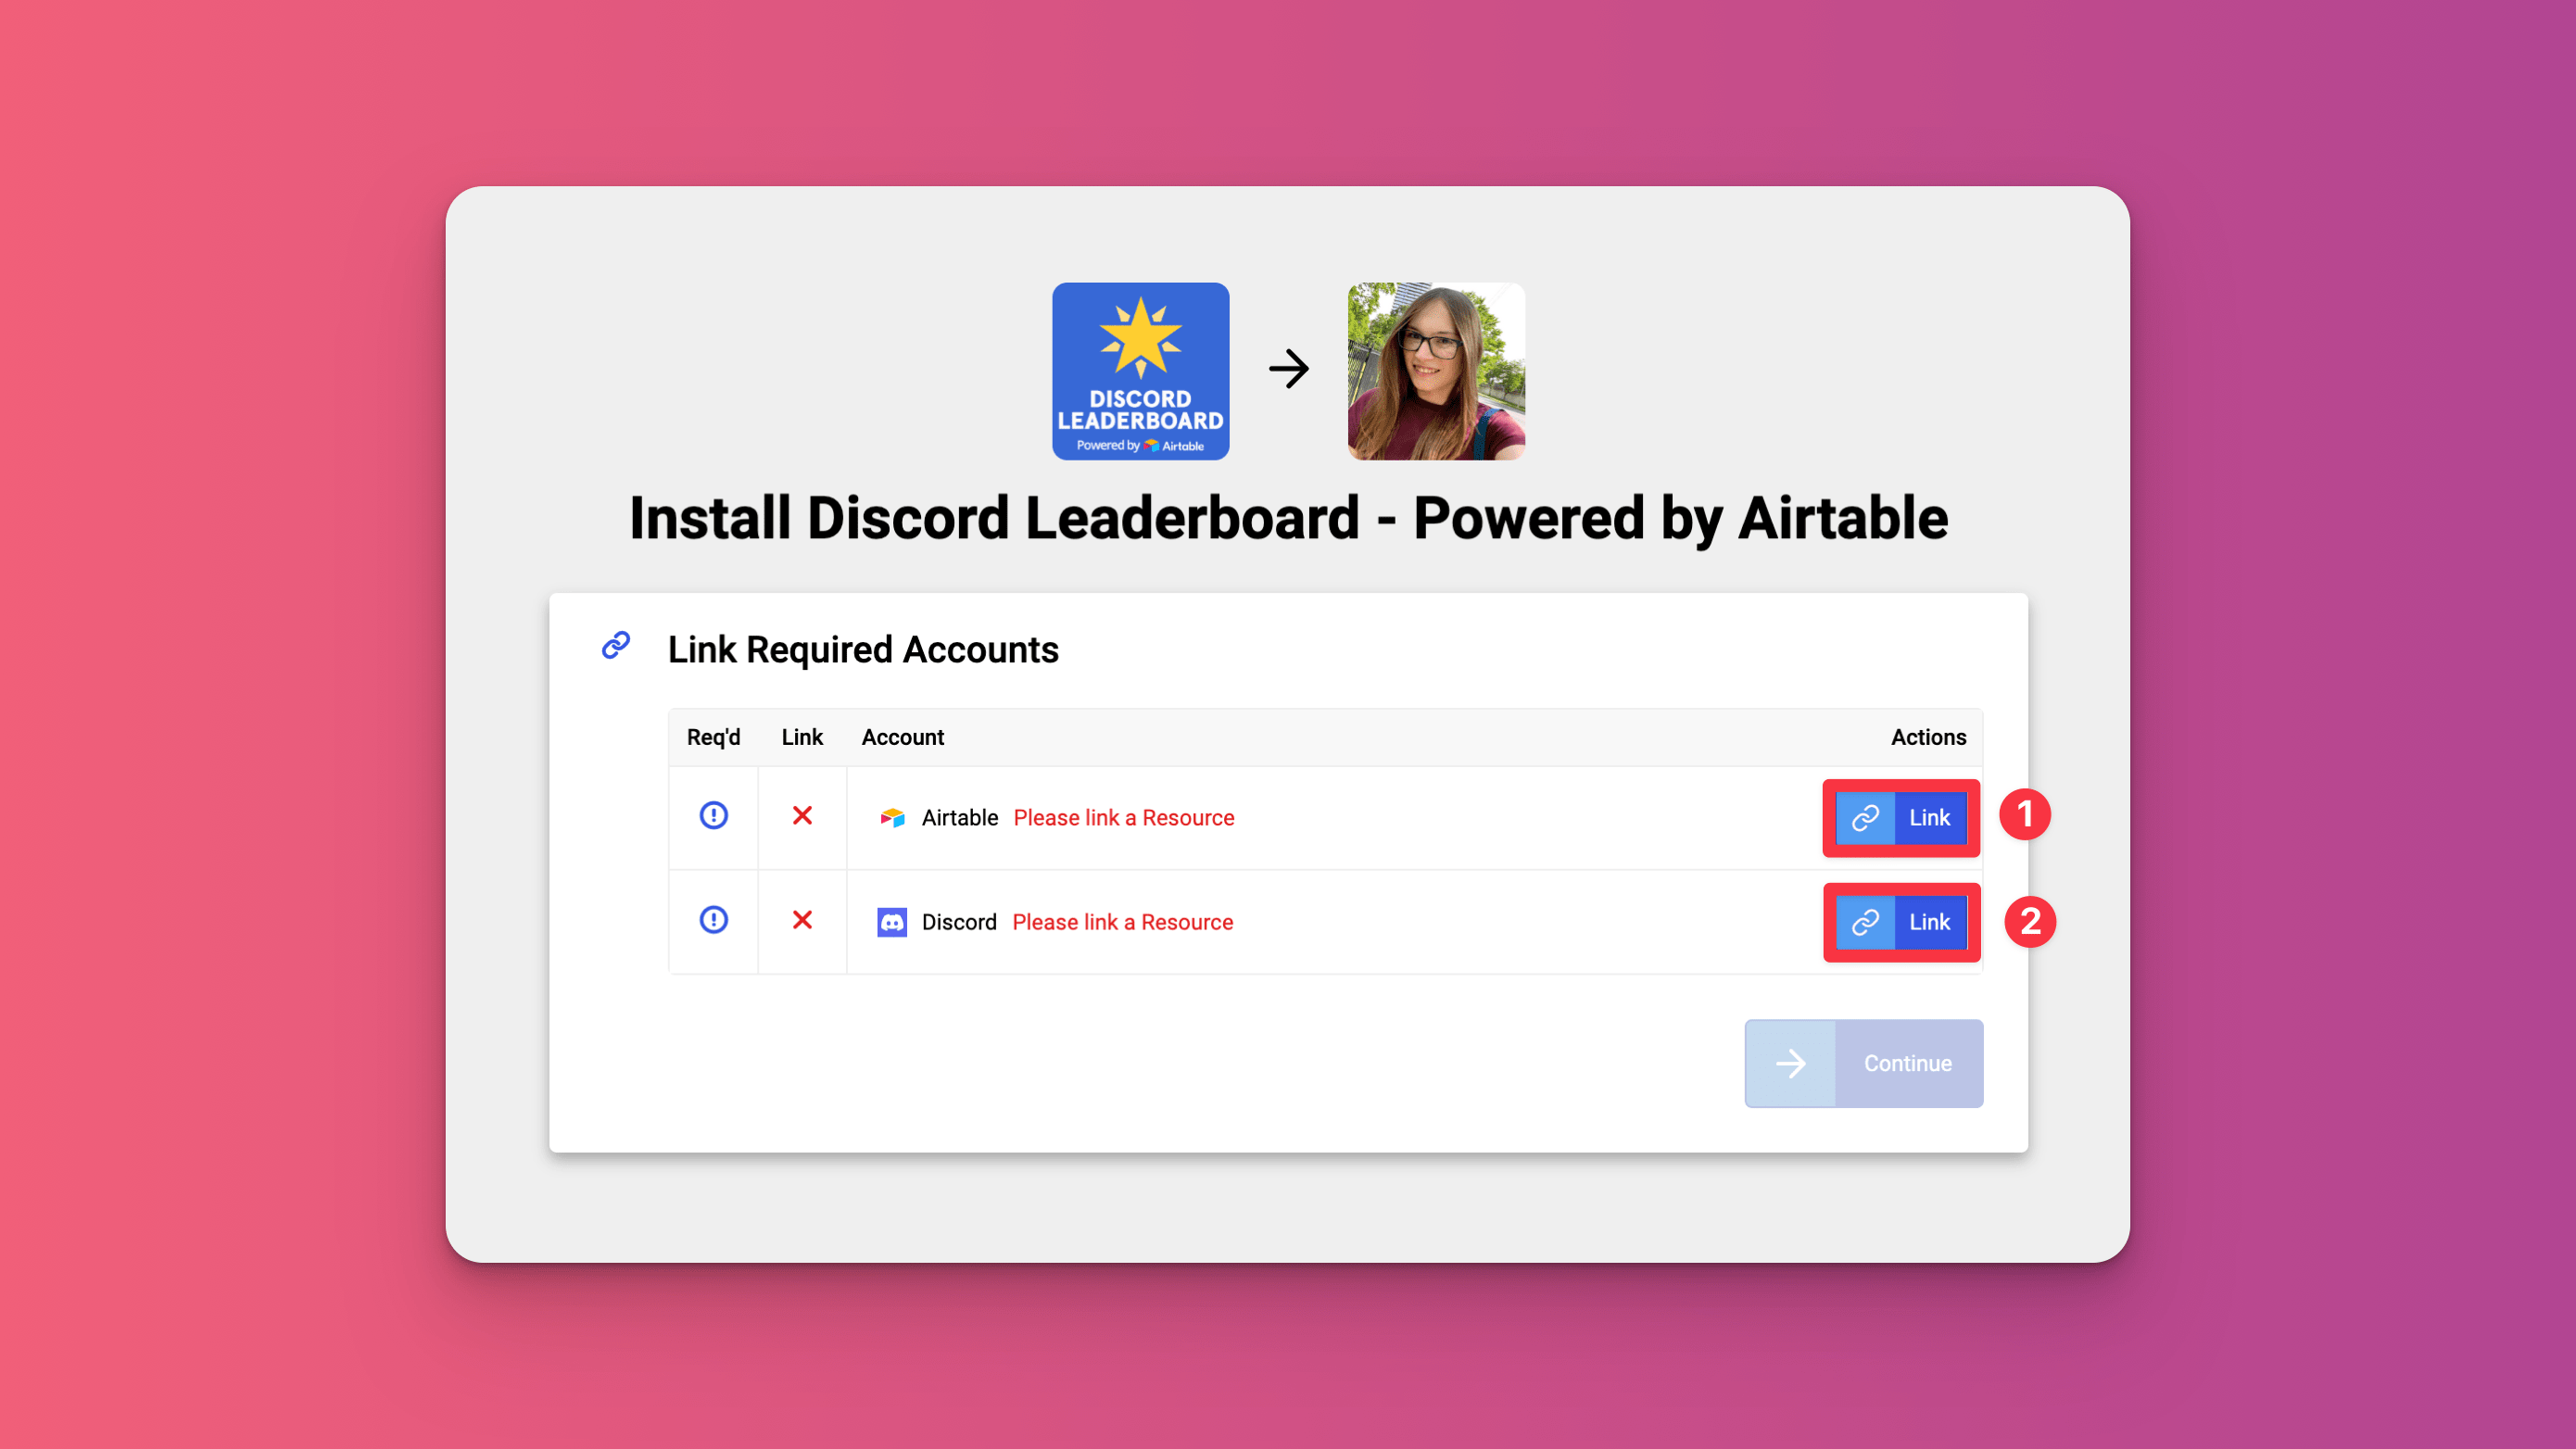 DISCORD
LEADERBOARD
Powered by Airtable
Install Discord Leaderboard - Powered by Airtable
Link Required Accounts
Req'd Link Account Actions
Airtable Please link a Resource Link 1
Discord Please link a Resource Link 2
Continue